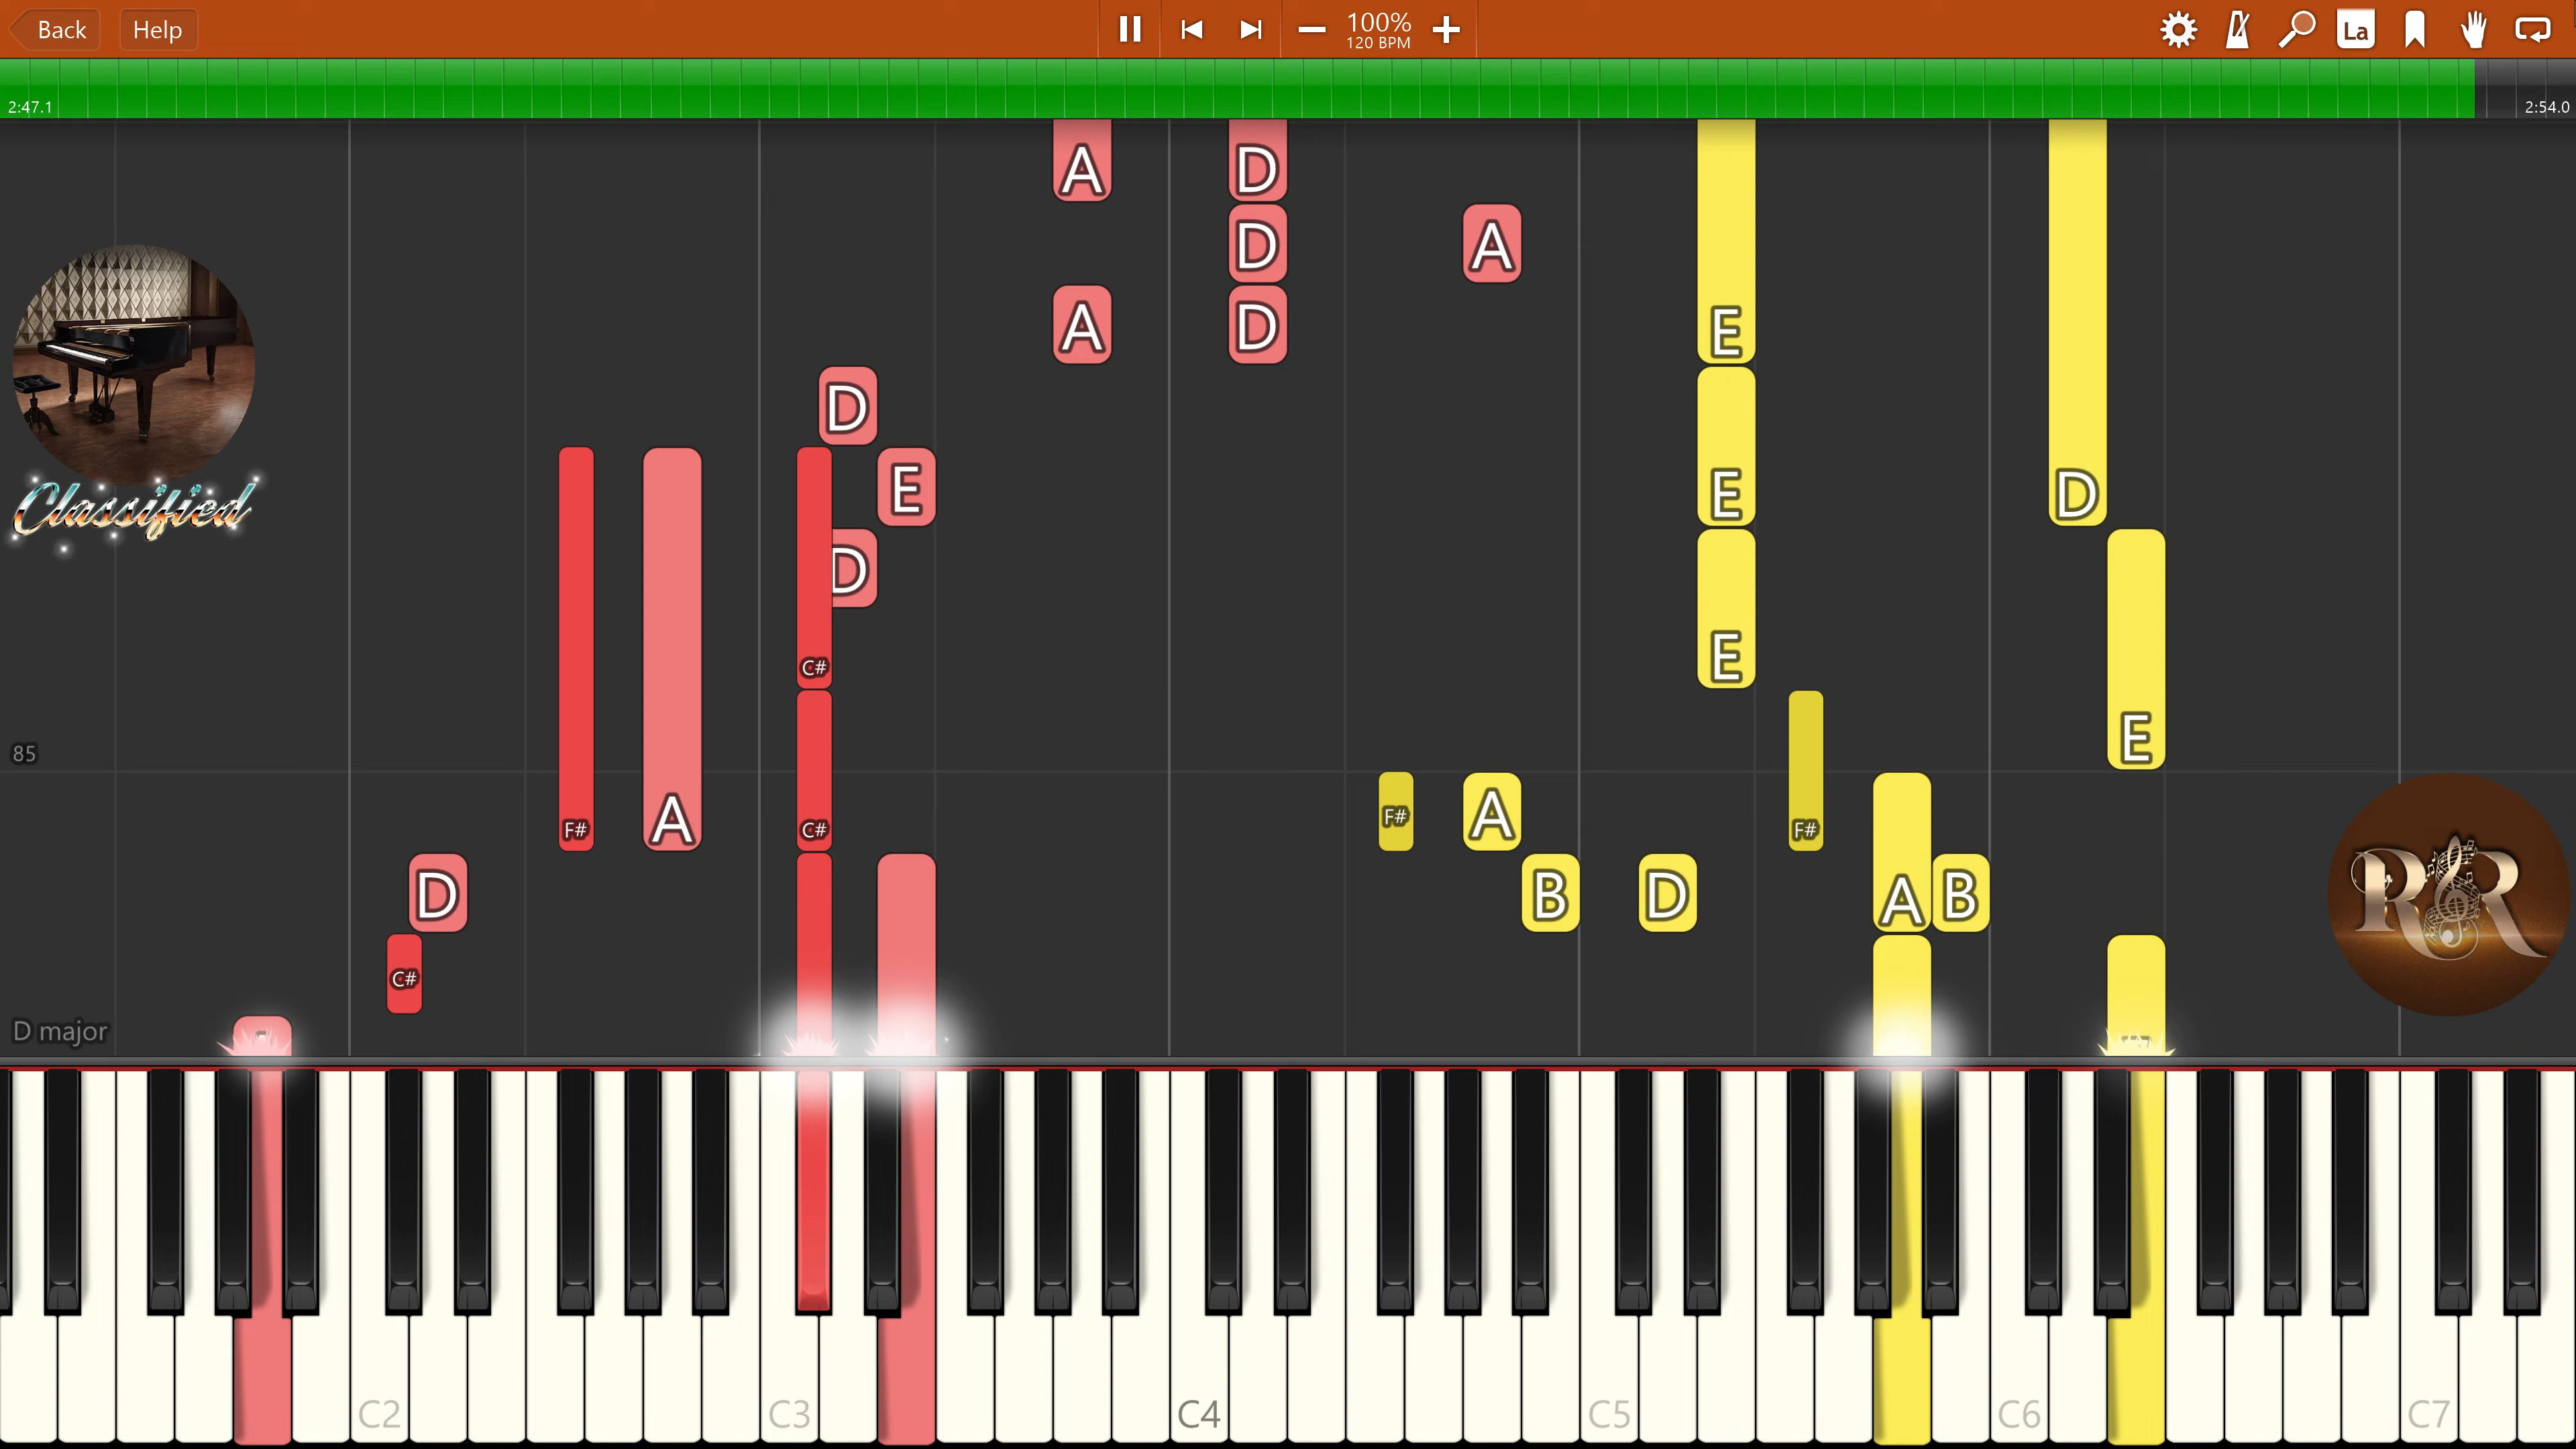 Back Help 100% La
120 BPM
2:47.1 2:54.0
A D
D A
A D E
D
Classified E E D
D
C# E
85 E
F# A C# F# A F#
D B D A B
RR
C#
D major
C2 C3 C4 C5 C6 C7